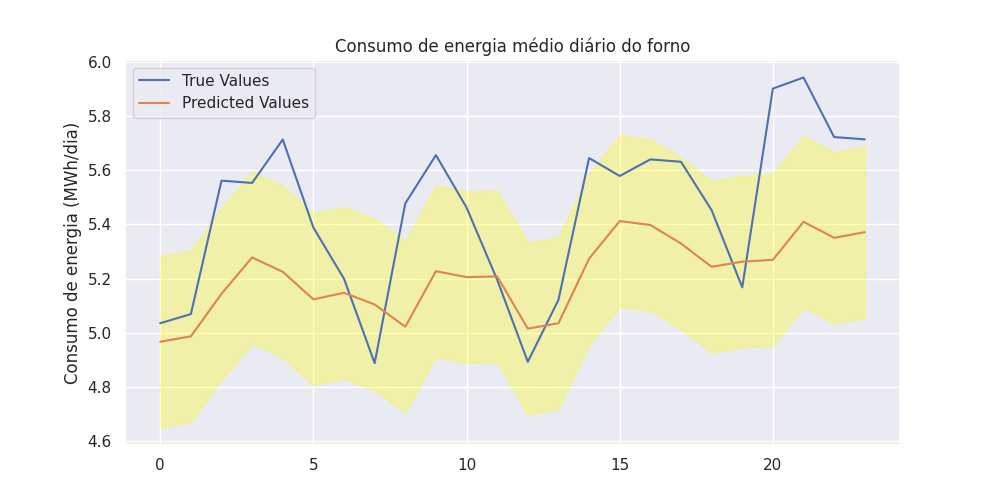 Consumo de energia médio diário do forno
True Values
Predicted Values
Consumo de energia (MWh/dia)
6.0
5.8
5.6
5.4
5.2
5.0
4.8
4.6
0 5 10 15 20